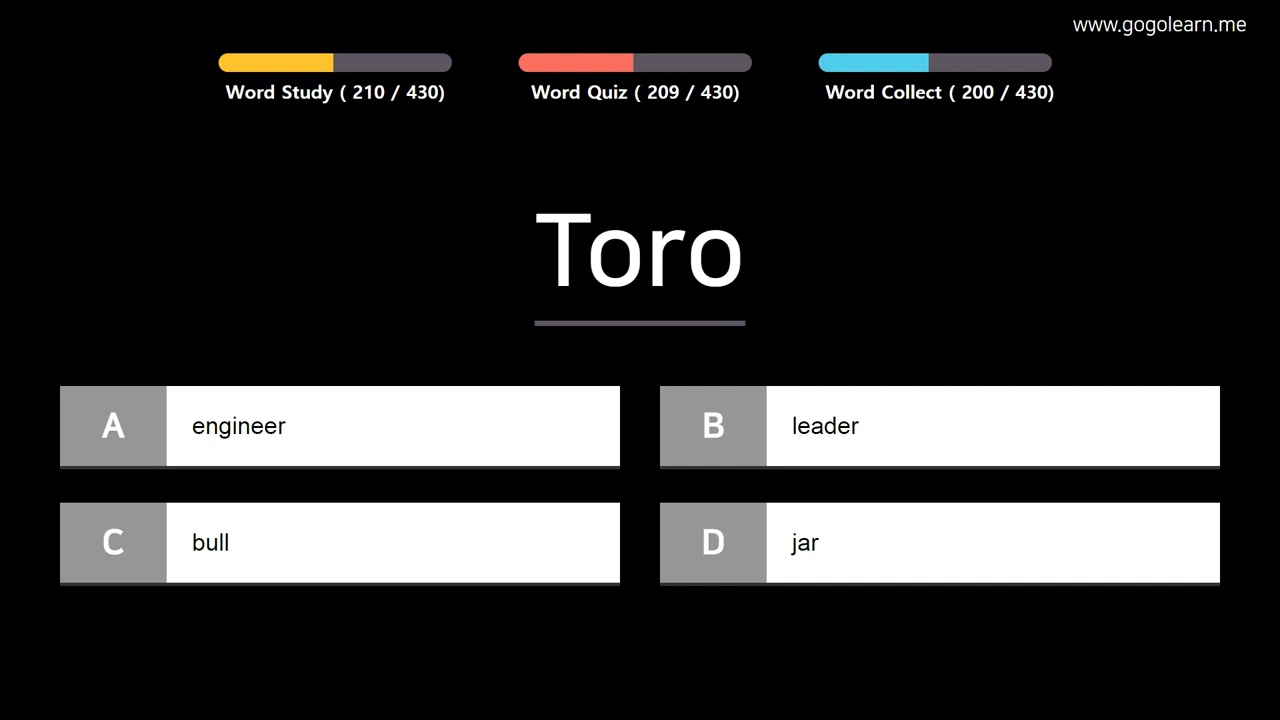 www.gogolearn.me
Word Study ( 210 / 430)
Word Quiz ( 209 / 430)
Word Collect ( 200 / 430)
Toro
A engineer
B leader
C bull
D jar